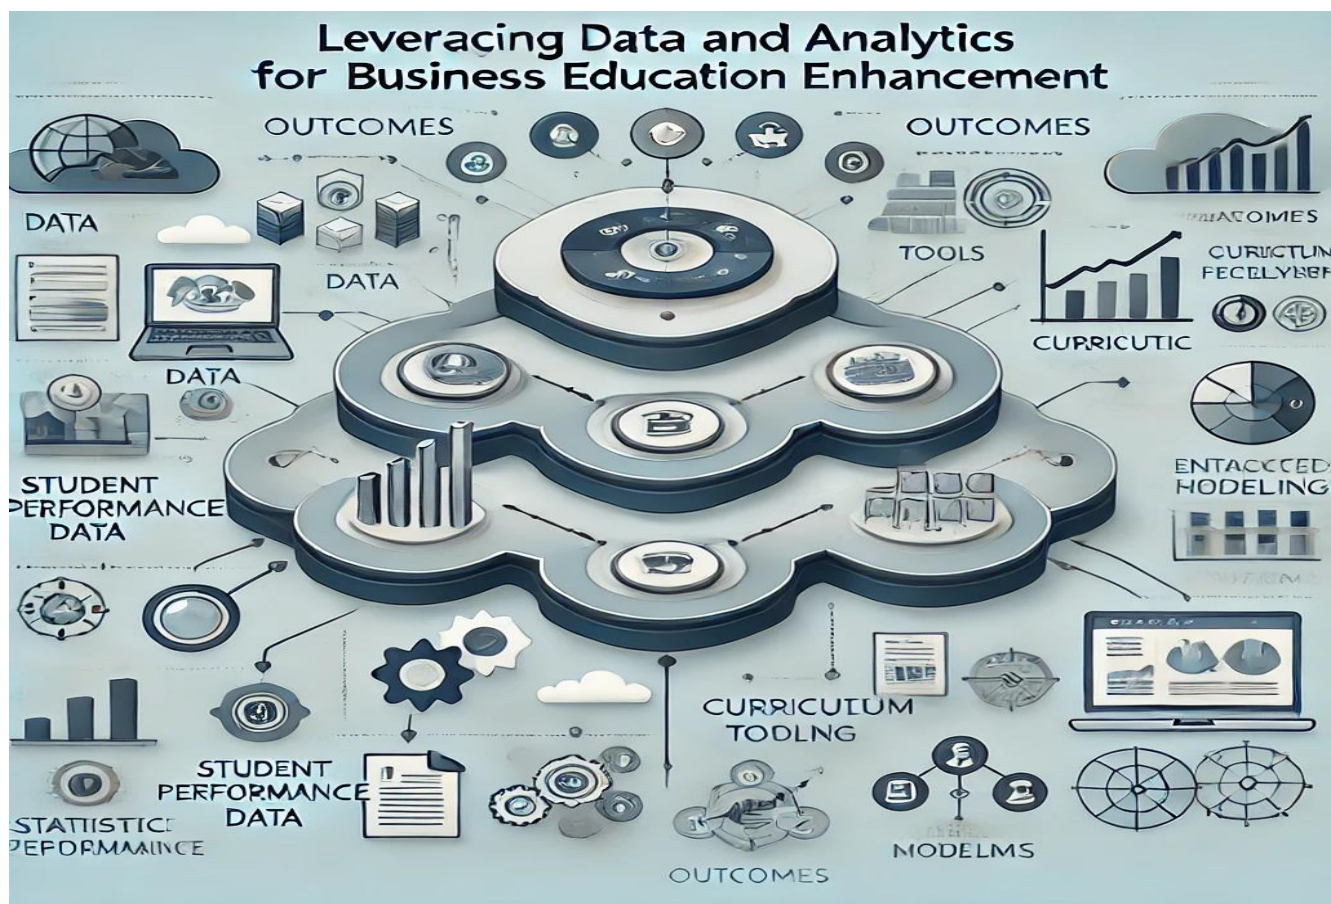 Leveracing Data and Analytics
for Business Education Enhancement
OUTCOMES
OUTCOMES
DATA
DATA
TOOLS
CURRICUTIC
DATA
STUDENT
PERFORMANCE
DATA
ENTACCCED
HODELING
CURRICUTUM
TODLNG
STUDENT
PERFORMANCE
DATA
MODELMS
OUTCOMES